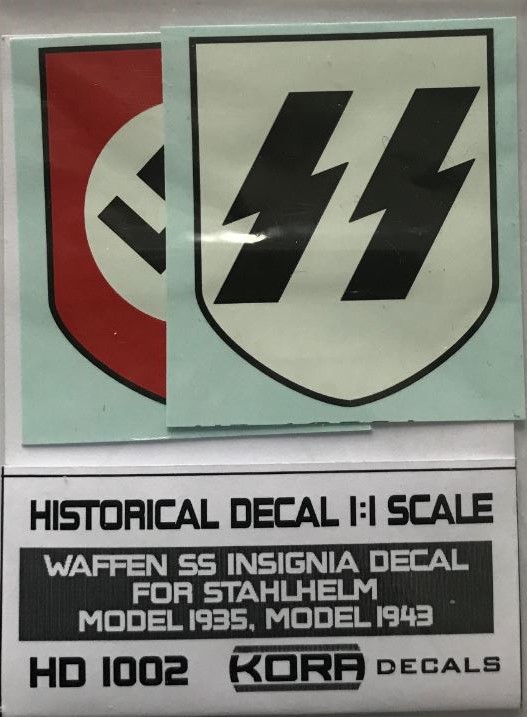 HISTORICAL DECAL 1:1 SCALE
WAFFEN SS INSIGNIA DECAL
FOR STAHLHELM
MODEL 1935, MODEL 1943
HD 1002 KORA DECALS